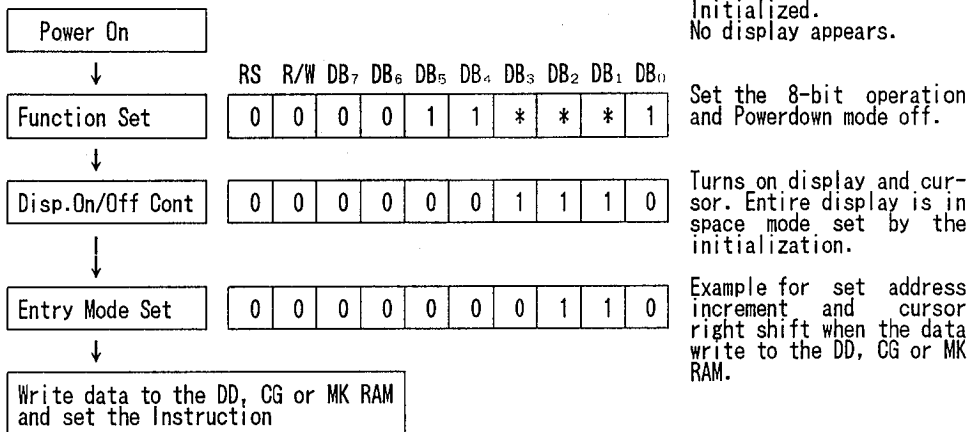 Initialized.
No display appears.
Power On
RS R/W DB₇ DB₆ DB₅ DB₄ DB₃ DB₂ DB₁ DB₀
Function Set 0 0 0 0 1 1 * * * 1
Set the 8-bit operation
and Powerdown mode off.
Disp.On/Off Cont 0 0 0 0 0 0 1 1 1 0
Turns on display and cur-
sor. Entire display is in
space mode set by the
initialization.
Entry Mode Set 0 0 0 0 0 0 0 1 1 0
Example for set address
increment and cursor
right shift when the data
write to the DD, CG or MK
RAM.
Write data to the DD, CG or MK RAM
and set the Instruction